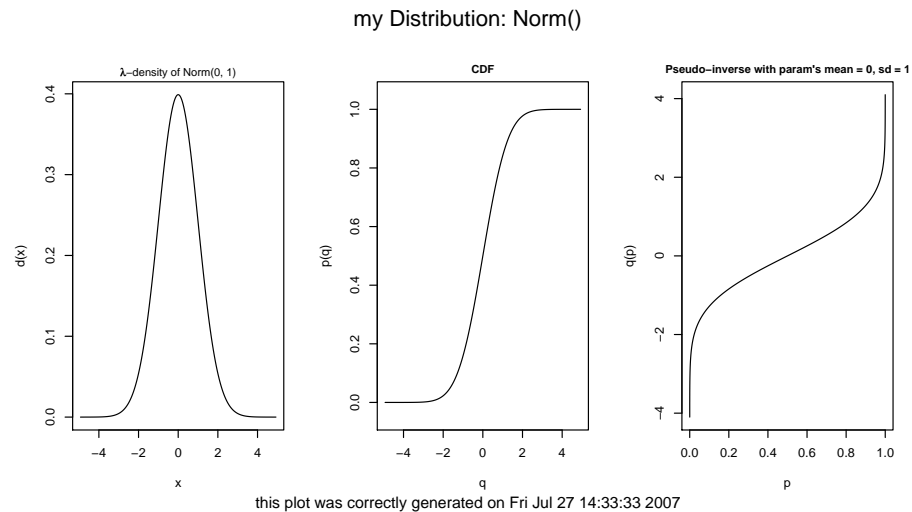 my Distribution: Norm()
λ−density of Norm(0, 1)
d(x)
0.4
0.3
0.2
0.1
0.0
−4 −2 0 2 4
x
CDF
p(q)
1.0
0.8
0.6
0.4
0.2
0.0
−4 −2 0 2 4
q
Pseudo−inverse with param's mean = 0, sd = 1
q(p)
4
2
0
−2
−4
0.0 0.2 0.4 0.6 0.8 1.0
p
this plot was correctly generated on Fri Jul 27 14:33:33 2007